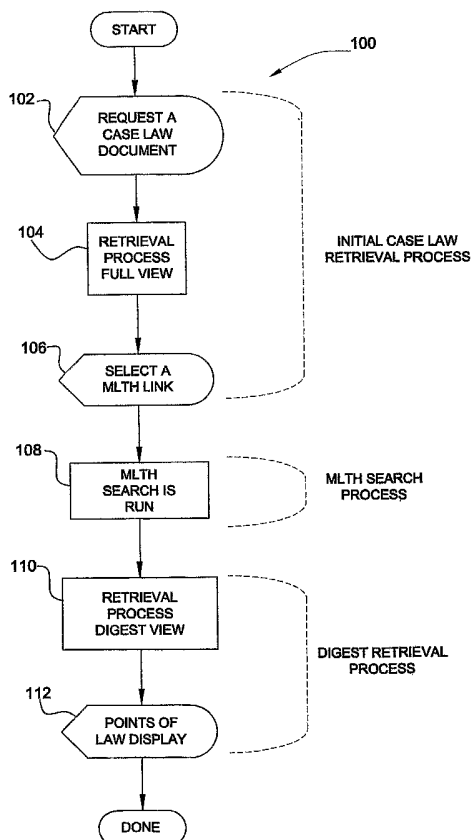 START
100
102
REQUEST A
CASE LAW
DOCUMENT
104
RETRIEVAL
PROCESS
FULL VIEW
INITIAL CASE LAW
RETRIEVAL PROCESS
106
SELECT A
MLTH LINK
108
MLTH
SEARCH IS
RUN
MLTH SEARCH
PROCESS
110
RETRIEVAL
PROCESS
DIGEST VIEW
DIGEST RETRIEVAL
PROCESS
112
POINTS OF
LAW DISPLAY
DONE